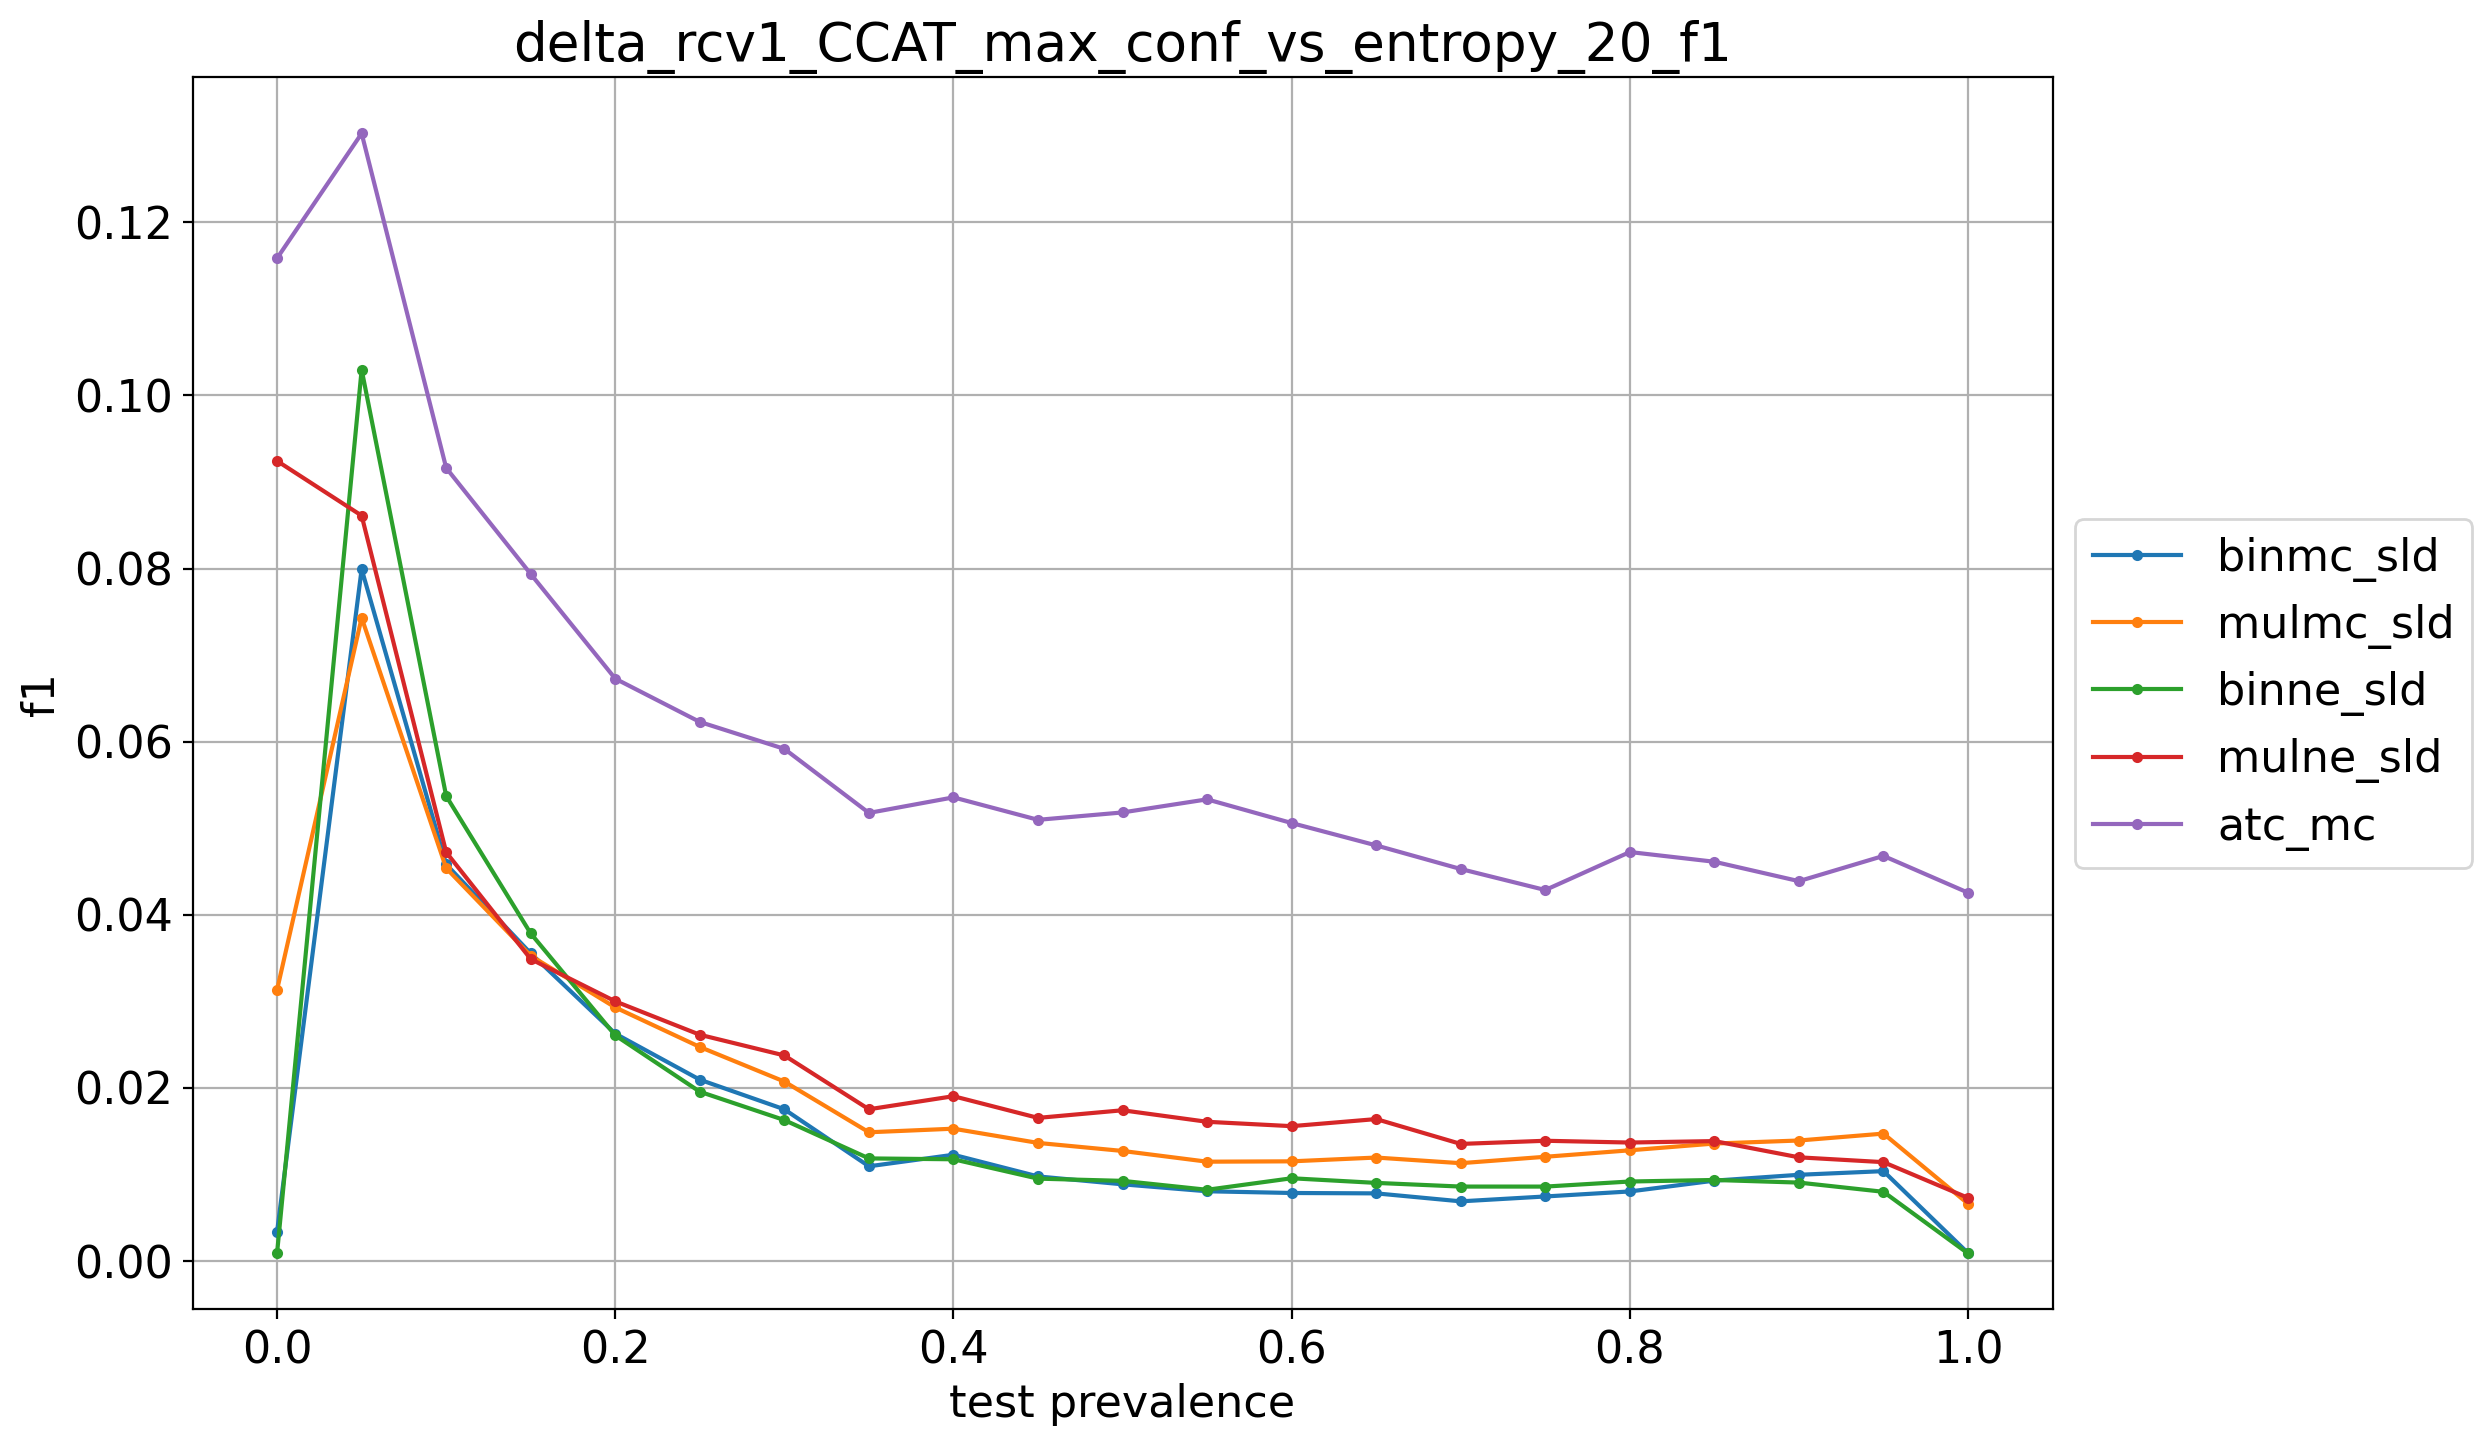 delta_rcv1_CCAT_max_conf_vs_entropy_20_f1
0.12
0.10
0.08
0.06
0.04
0.02
0.00
f1
0.0 0.2 0.4 0.6 0.8 1.0
test prevalence
binmc_sld
mulmc_sld
binne_sld
mulne_sld
atc_mc